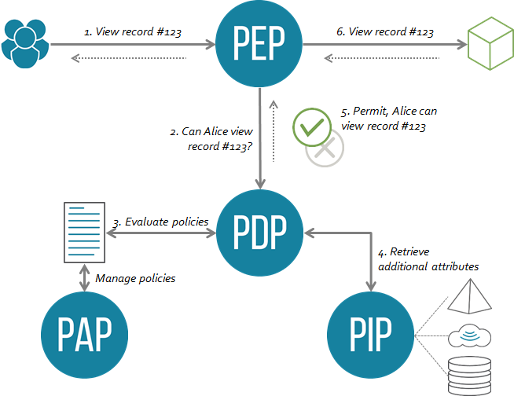 1. View record #123
PEP
6. View record #123
2. Can Alice view
record #123?
5. Permit, Alice can
view record #123
3. Evaluate policies
PDP
4. Retrieve
additional attributes
Manage policies
PAP
PIP